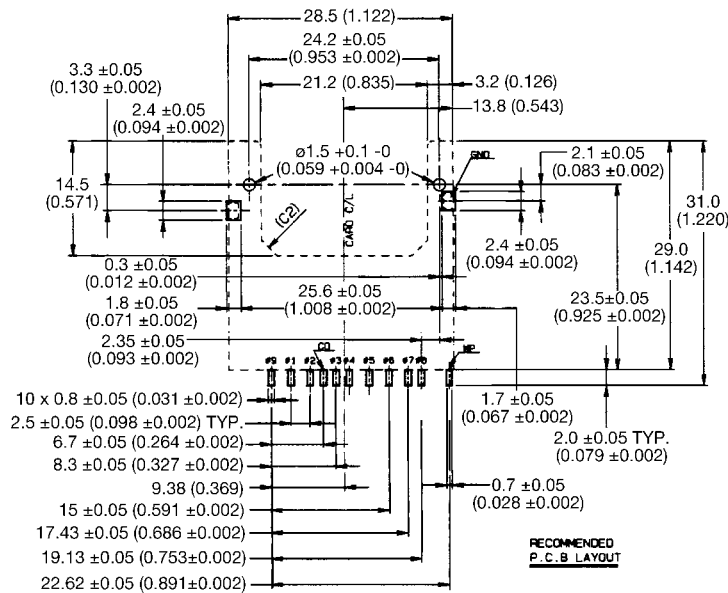 28.5 (1.122)
24.2 ±0.05
(0.953 ±0.002)
3.3 ±0.05
(0.130 ±0.002)
21.2 (0.835)
3.2 (0.126)
13.8 (0.543)
2.4 ±0.05
(0.094 ±0.002)
ø1.5 +0.1 -0
(0.059 +0.004 -0)
GND
2.1 ±0.05
(0.083 ±0.002)
14.5
(0.571)
(C2)
CARD C/L
31.0
(1.220)
29.0
(1.142)
2.4 ±0.05
(0.094 ±0.002)
0.3 ±0.05
(0.012 ±0.002)
25.6 ±0.05
(1.008 ±0.002)
23.5±0.05
(0.925 ±0.002)
1.8 ±0.05
(0.071 ±0.002)
2.35 ±0.05
(0.093 ±0.002)
CD
WP
#9 #1 #2 #3 #4 #5 #6 #7 #8
10 x 0.8 ±0.05 (0.031 ±0.002)
1.7 ±0.05
(0.067 ±0.002)
2.5 ±0.05 (0.098 ±0.002) TYP.
6.7 ±0.05 (0.264 ±0.002)
2.0 ±0.05 TYP.
(0.079 ±0.002)
8.3 ±0.05 (0.327 ±0.002)
9.38 (0.369)
0.7 ±0.05
(0.028 ±0.002)
15 ±0.05 (0.591 ±0.002)
17.43 ±0.05 (0.686 ±0.002)
19.13 ±0.05 (0.753±0.002)
22.62 ±0.05 (0.891±0.002)
RECOMMENDED
P.C.B LAYOUT